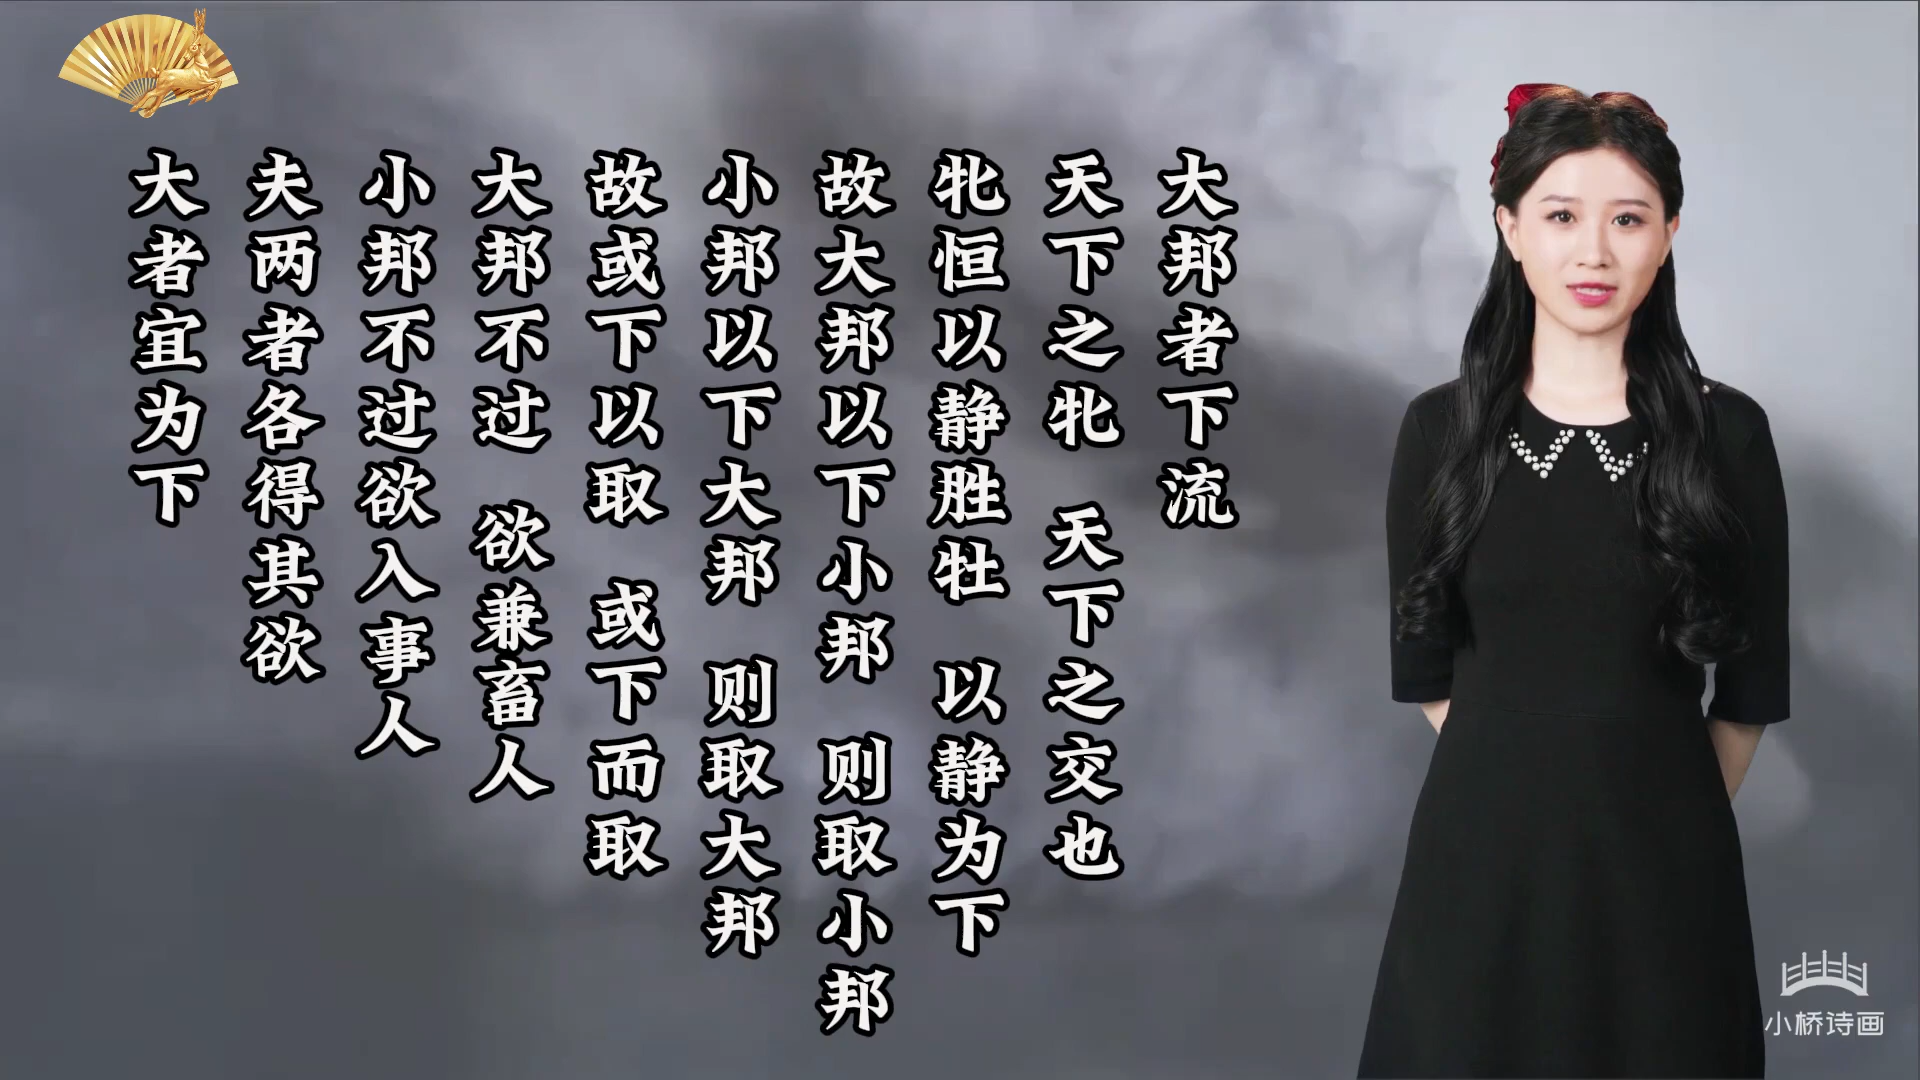 大邦者下流
天下之牝 天下之交也
牝恒以静胜牡 以静为下
故大邦以下小邦 则取小邦
小邦以下大邦 则取大邦
故或下以取 或下而取
大邦不过 欲兼畜人
小邦不过欲入事人
夫两者各得其欲
大者宜为下
小桥诗画